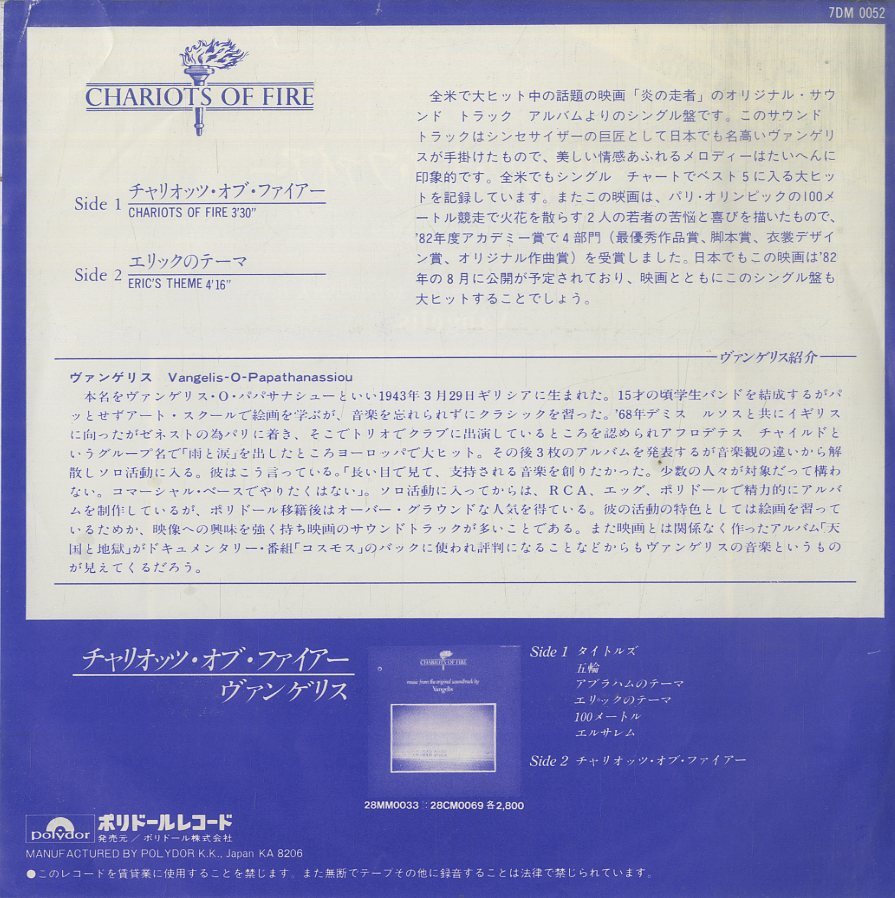 7DM 0052
CHARIOTS OF FIRE
Side 1 チャリオッツ・オブ・ファイアー
CHARIOTS OF FIRE 3'30"
Side 2 エリックのテーマ
ERIC'S THEME 4'16"
全米で大ヒット中の話題の映画「炎の走者」のオリジナル・サウ
ンド トラック アルバムよりのシングル盤です。このサウンド
トラックはシンセサイザーの巨匠として日本でも名高いヴァンゲリ
スが手掛けたもので、美しい情感あふれるメロディーはたいへんに
印象的です。全米でもシングル チャートでベスト5に入る大ヒッ
トを記録しています。またこの映画は、パリ・オリンピックの100メ
ートル競走で火花を散らす2人の若者の苦悩と喜びを描いたもので、
'82年度アカデミー賞で4部門（最優秀作品賞、脚本賞、衣裳デザイ
ン賞、オリジナル作曲賞）を受賞しました。日本でもこの映画は'82
年の8月に公開が予定されており、映画とともにこのシングル盤も
大ヒットすることでしょう。
ヴァンゲリス紹介
ヴァンゲリス Vangelis-O-Papathanassiou
本名をヴァンゲリス・O・パパサナシューといい1943年3月29日ギリシアに生まれた。15才の頃学生バンドを結成するがパ
ッとせずアート・スクールで絵画を学ぶが、音楽を忘れられずにクラシックを習った。'68年デミス ルソスと共にイギリス
に向ったがゼネストの為パリに着き、そこでトリオでクラブに出演しているところを認められアフロデテス チャイルドと
いうグループ名で「雨と涙」を出したところヨーロッパで大ヒット。その後3枚のアルバムを発表するが音楽観の違いから解
散しソロ活動に入る。彼はこう言っている。「長い目で見て、支持される音楽を創りたかった。少数の人々が対象だって構わ
ない。コマーシャル・ベースでやりたくはない」。ソロ活動に入ってからは、RCA、エッグ、ポリドールで精力的にアルバ
ムを制作しているが、ポリドール移籍後はオーバー・グラウンドな人気を得ている。彼の活動の特色としては絵画を習って
いるためか、映像への興味を強く持ち映画のサウンドトラックが多いことである。また映画とは関係なく作ったアルバム「天
国と地獄」がドキュメンタリー・番組「コスモス」のバックに使われ評判になることなどからもヴァンゲリスの音楽というもの
が見えてくるだろう。
チャリオッツ・オブ・ファイアー
ヴァンゲリス
CHARIOTS OF FIRE
music from the original soundtrack by
Vangelis
28MM0033 : 28CM0069 各2,800
Side 1 タイトルズ
五輪
アブラハムのテーマ
エリックのテーマ
100メートル
エルサレム
Side 2 チャリオッツ・オブ・ファイアー
polydor ポリドールレコード
発売元／ポリドール株式会社
MANUFACTURED BY POLYDOR K.K., Japan KA 8206
●このレコードを賃貸業に使用することを禁じます。また無断でテープその他に録音することは法律で禁じられています。